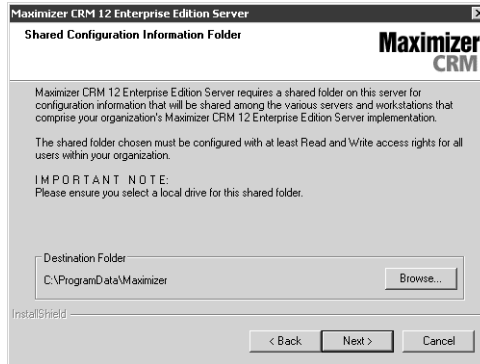 Maximizer CRM 12 Enterprise Edition Server
Shared Configuration Information Folder
Maximizer
CRM
Maximizer CRM 12 Enterprise Edition Server requires a shared folder on this server for
configuration information that will be shared among the various servers and workstations that
comprise your organization's Maximizer CRM 12 Enterprise Edition Server implementation.
The shared folder chosen must be configured with at least Read and Write access rights for all
users within your organization.
I M P O R T A N T   N O T E:
Please ensure you select a local drive for this shared folder.
Destination Folder
C:\ProgramData\Maximizer
Browse...
InstallShield
< Back
Next >
Cancel